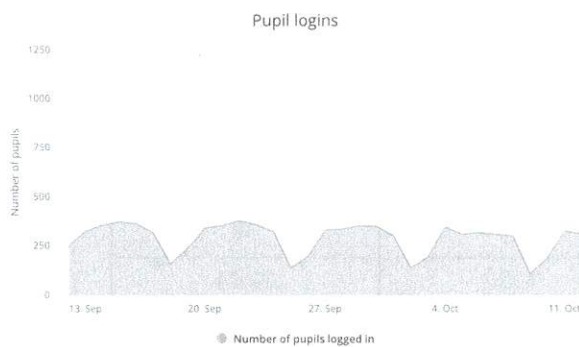 Pupil logins
1250
1000
750
500
250
0
Number of pupils
13. Sep 20. Sep 27. Sep 4. Oct 11. Oct
Number of pupils logged in